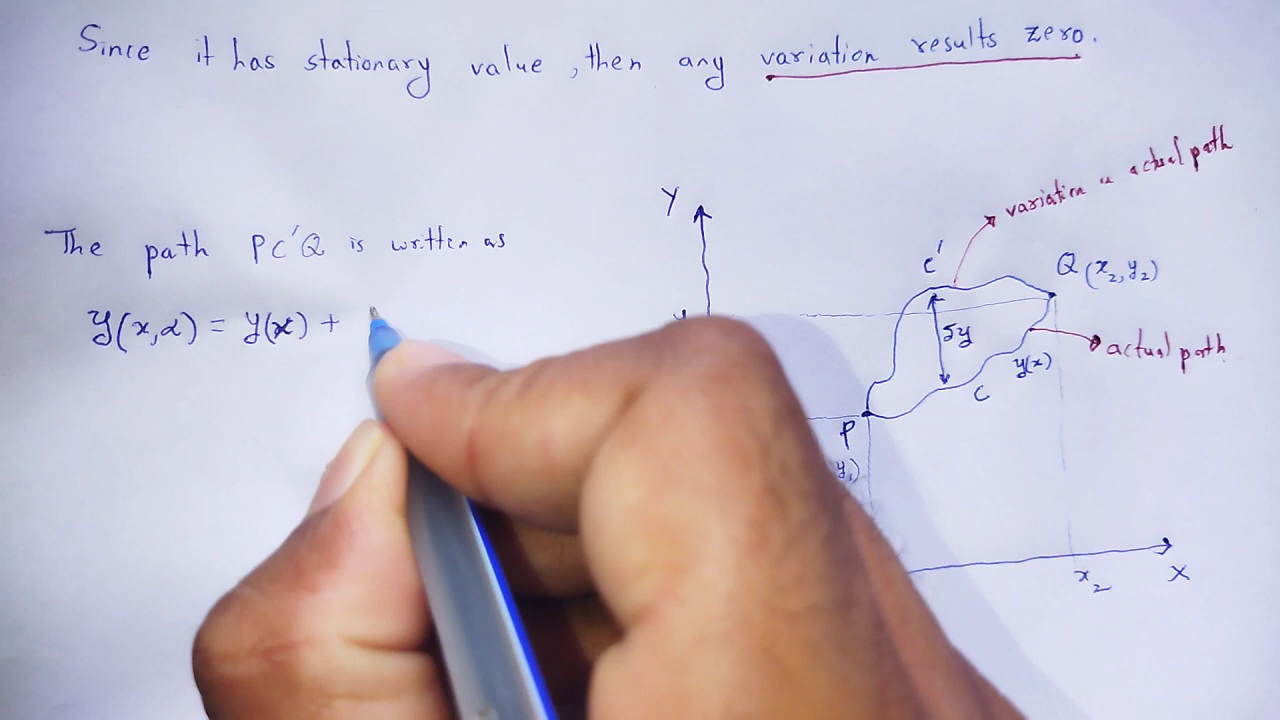 Since it has stationary value, then any variation results zero.
variation in actual path
Y
The path PC'Q is written as
C'
Q (x₂, y₂)
y(x,α) = y(x) +
δy
actual path
y(x)
C
P
y₁)
x₂
X